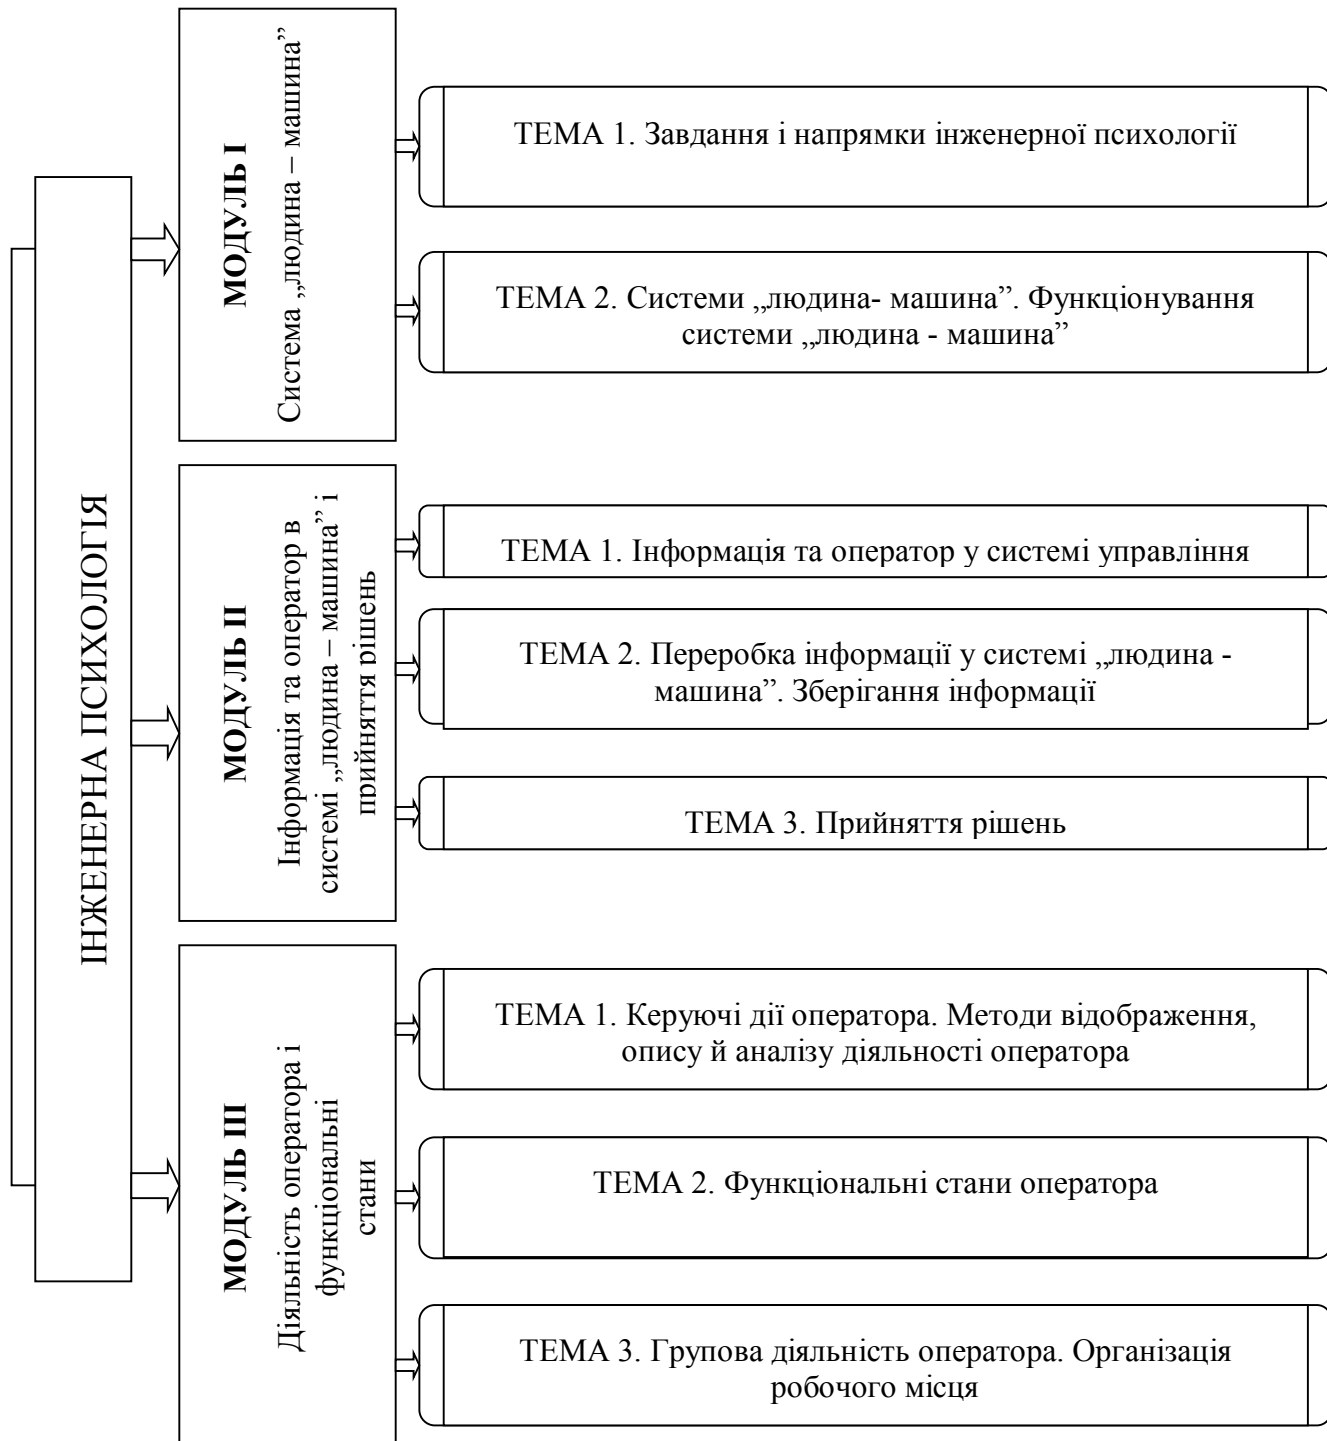 ІНЖЕНЕРНА ПСИХОЛОГІЯ
МОДУЛЬ І
Система „людина – машина”
ТЕМА 1. Завдання і напрямки інженерної психології
ТЕМА 2. Системи „людина- машина”. Функціонування
системи „людина - машина”
МОДУЛЬ ІІ
Інформація та оператор в
системі „людина – машина” і
прийняття рішень
ТЕМА 1. Інформація та оператор у системі управління
ТЕМА 2. Переробка інформації у системі „людина -
машина”. Зберігання інформації
ТЕМА 3. Прийняття рішень
МОДУЛЬ ІІІ
Діяльність оператора і
функціональні
стани
ТЕМА 1. Керуючі дії оператора. Методи відображення,
опису й аналізу діяльності оператора
ТЕМА 2. Функціональні стани оператора
ТЕМА 3. Групова діяльність оператора. Організація
робочого місця